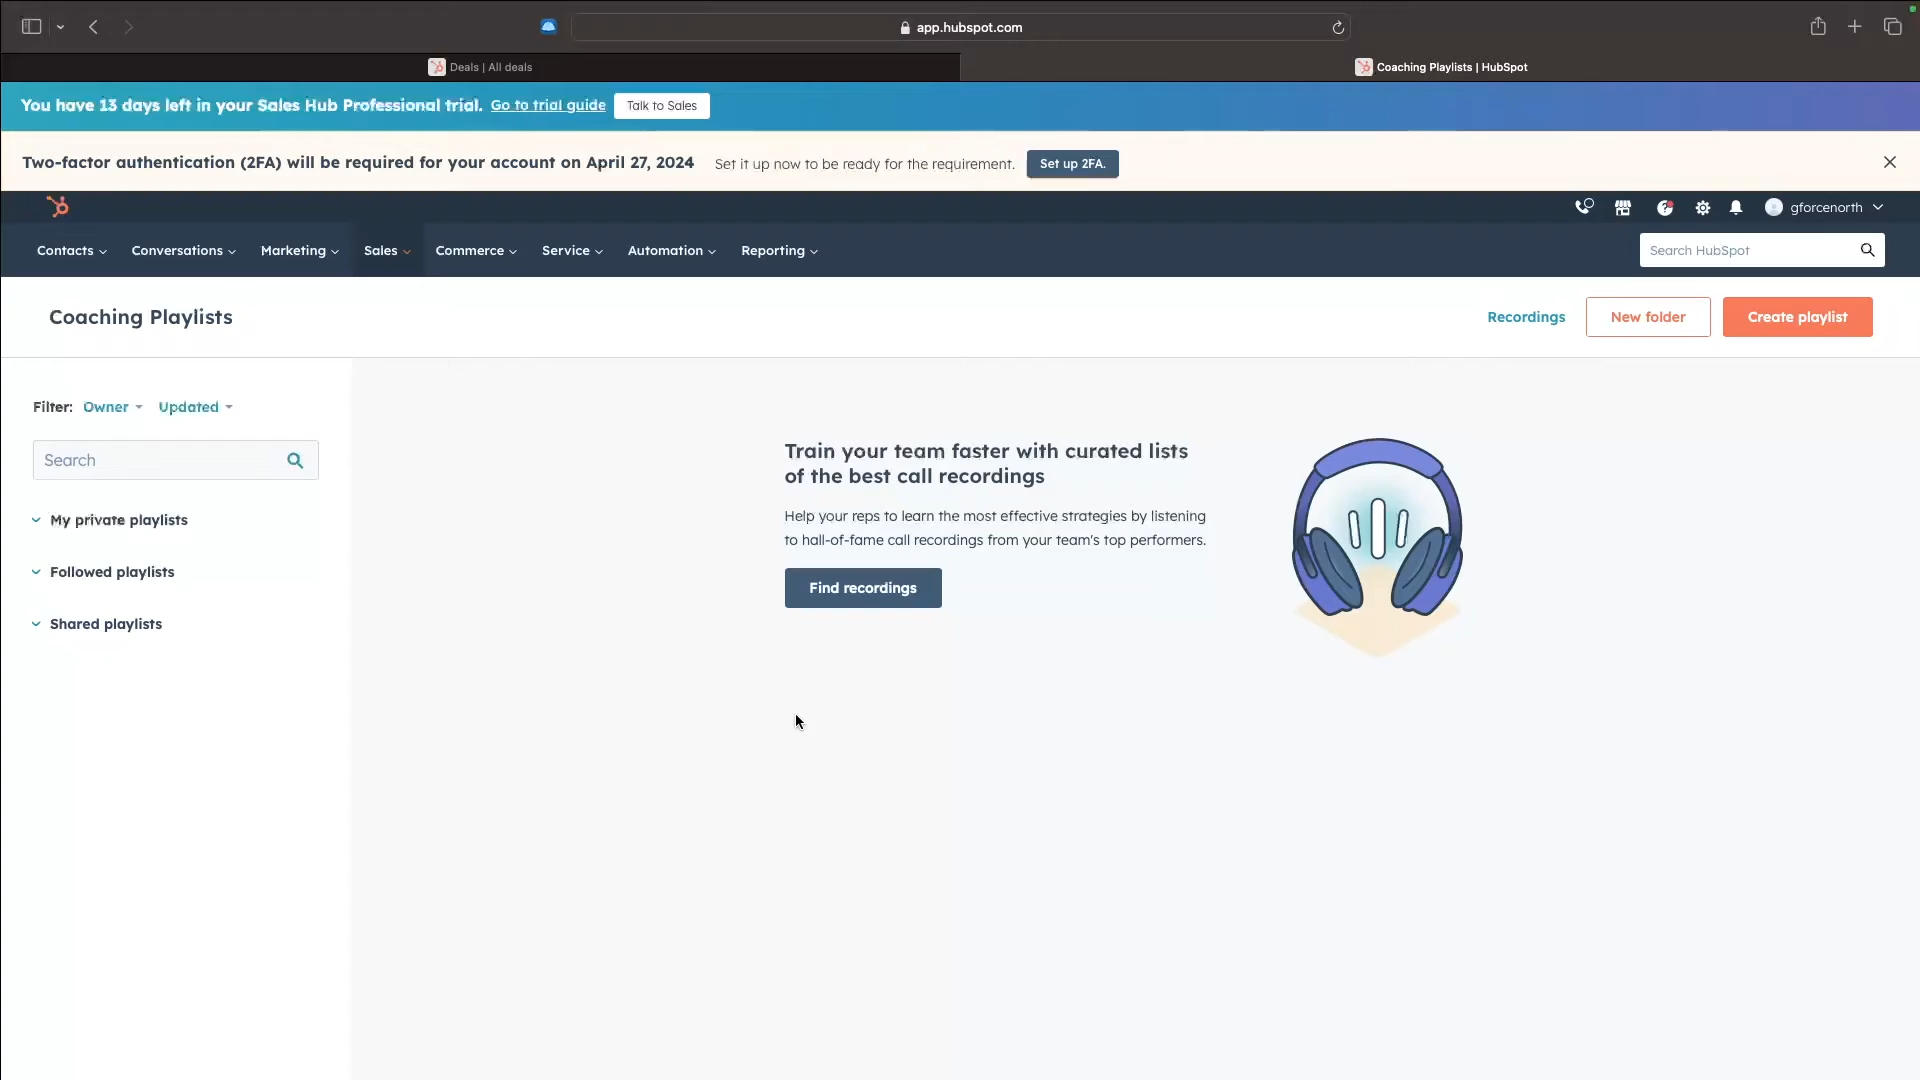 app.hubspot.com
Deals | All deals
Coaching Playlists | HubSpot
You have 13 days left in your Sales Hub Professional trial. Go to trial guide Talk to Sales
Two-factor authentication (2FA) will be required for your account on April 27, 2024 Set it up now to be ready for the requirement. Set up 2FA.
gforcenorth
Contacts Conversations Marketing Sales Commerce Service Automation Reporting Search HubSpot
Coaching Playlists
Recordings New folder Create playlist
Filter: Owner Updated
Search
My private playlists
Followed playlists
Shared playlists
Train your team faster with curated lists
of the best call recordings
Help your reps to learn the most effective strategies by listening
to hall-of-fame call recordings from your team's top performers.
Find recordings